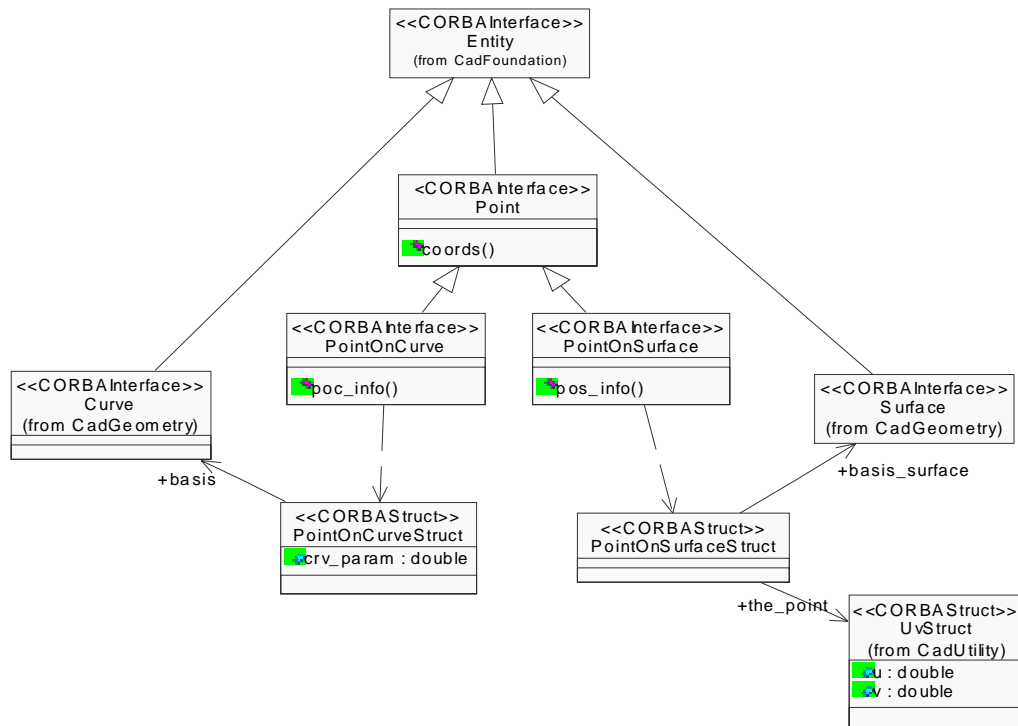 <<CORBAInterface>>
Entity
(from CadFoundation)
<CORBAInterface>>
Point
coords()
<<CORBAInterface>>
PointOnCurve
poc_info()
<<CORBAInterface>>
PointOnSurface
pos_info()
<<CORBAInterface>>
Curve
(from CadGeometry)
<<CORBAInterface>>
Surface
(from CadGeometry)
+basis
+basis_surface
<<CORBAStruct>>
PointOnCurveStruct
crv_param : double
<<CORBAStruct>>
PointOnSurfaceStruct
+the_point
<<CORBAStruct>>
UvStruct
(from CadUtility)
u : double
v : double